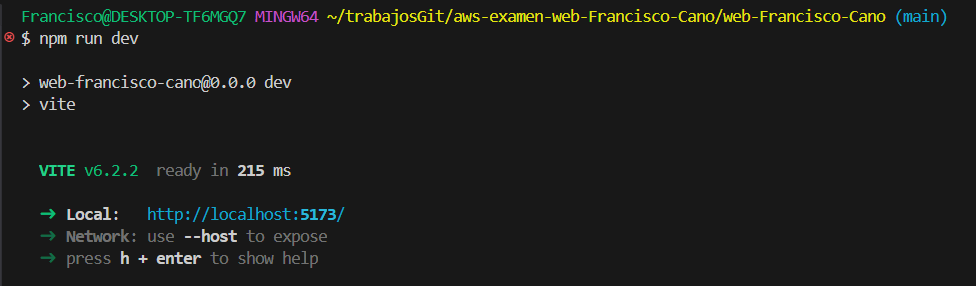 Francisco@DESKTOP-TF6MGQ7 MINGW64 ~/trabajosGit/aws-examen-web-Francisco-Cano/web-Francisco-Cano (main)
$ npm run dev
> web-francisco-cano@0.0.0 dev
> vite
VITE v6.2.2  ready in 215 ms
➜  Local:   http://localhost:5173/
➜  Network: use --host to expose
➜  press h + enter to show help